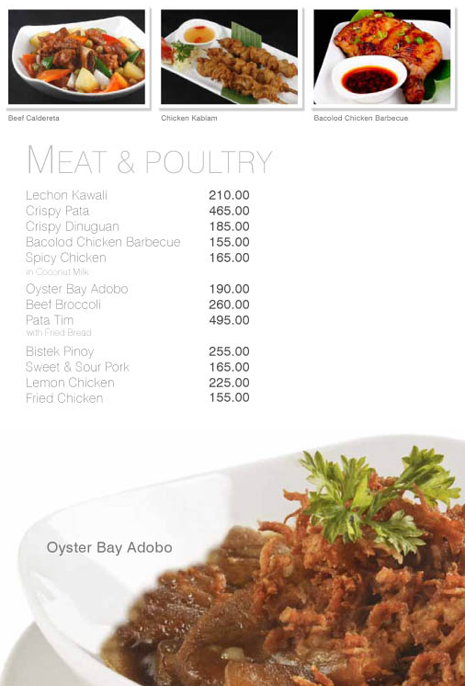 Beef Caldereta
Chicken Kablam
Bacolod Chicken Barbecue
MEAT & POULTRY
Lechon Kawali 210.00
Crispy Pata 465.00
Crispy Dinuguan 185.00
Bacolod Chicken Barbecue 155.00
Spicy Chicken 165.00
in Coconut Milk
Oyster Bay Adobo 190.00
Beef Broccoli 260.00
Pata Tim 495.00
with Fried Bread
Bistek Pinoy 255.00
Sweet & Sour Pork 165.00
Lemon Chicken 225.00
Fried Chicken 155.00
Oyster Bay Adobo